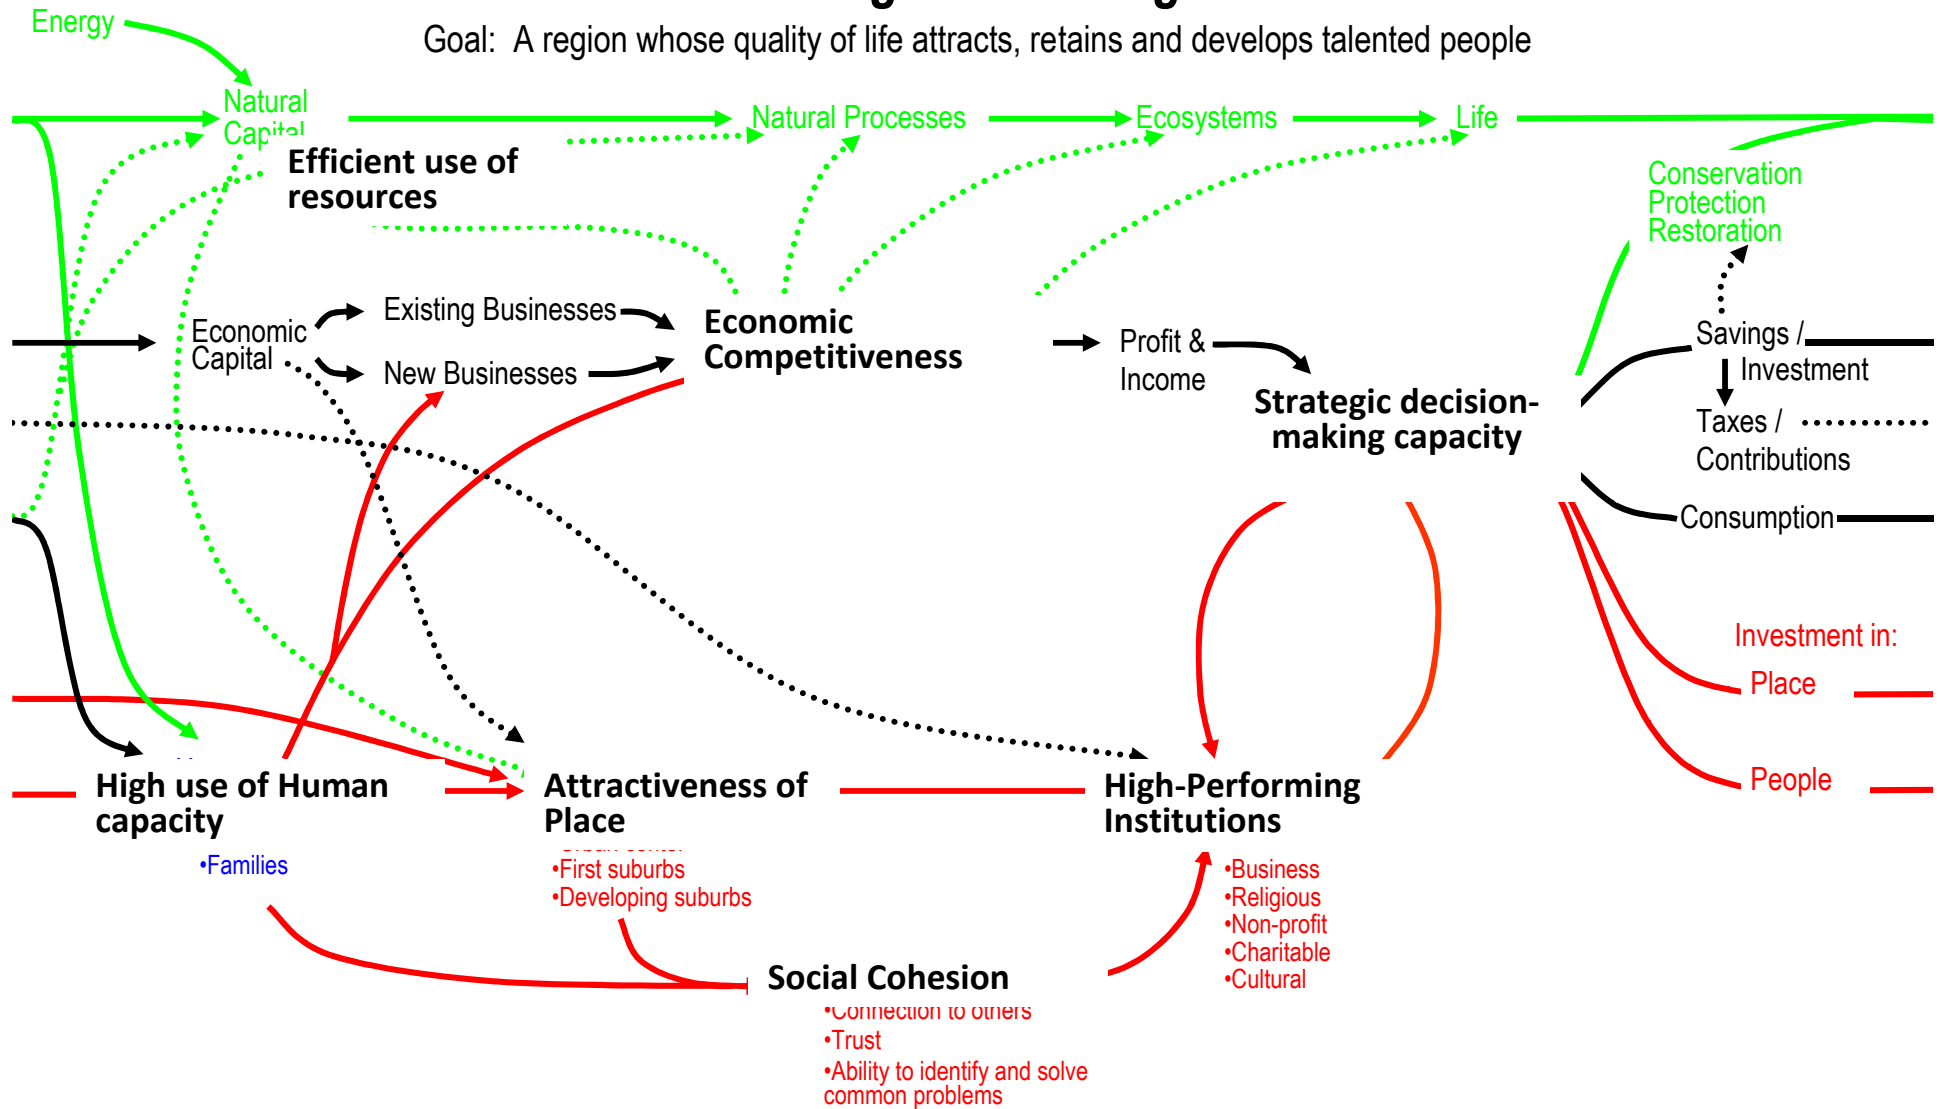 Energy
Goal: A region whose quality of life attracts, retains and develops talented people
Natural
Capital
Natural Processes
Ecosystems
Life
Efficient use of
resources
Conservation
Protection
Restoration
Existing Businesses
Economic
Capital
New Businesses
Economic
Competitiveness
Profit &
Income
Strategic decision-
making capacity
Savings /
Investment
Taxes /
Contributions
Consumption
Investment in:
Place
People
High use of Human
capacity
•Families
Attractiveness of
Place
•First suburbs
•Developing suburbs
High-Performing
Institutions
•Business
•Religious
•Non-profit
•Charitable
•Cultural
Social Cohesion
•Connection to others
•Trust
•Ability to identify and solve
common problems